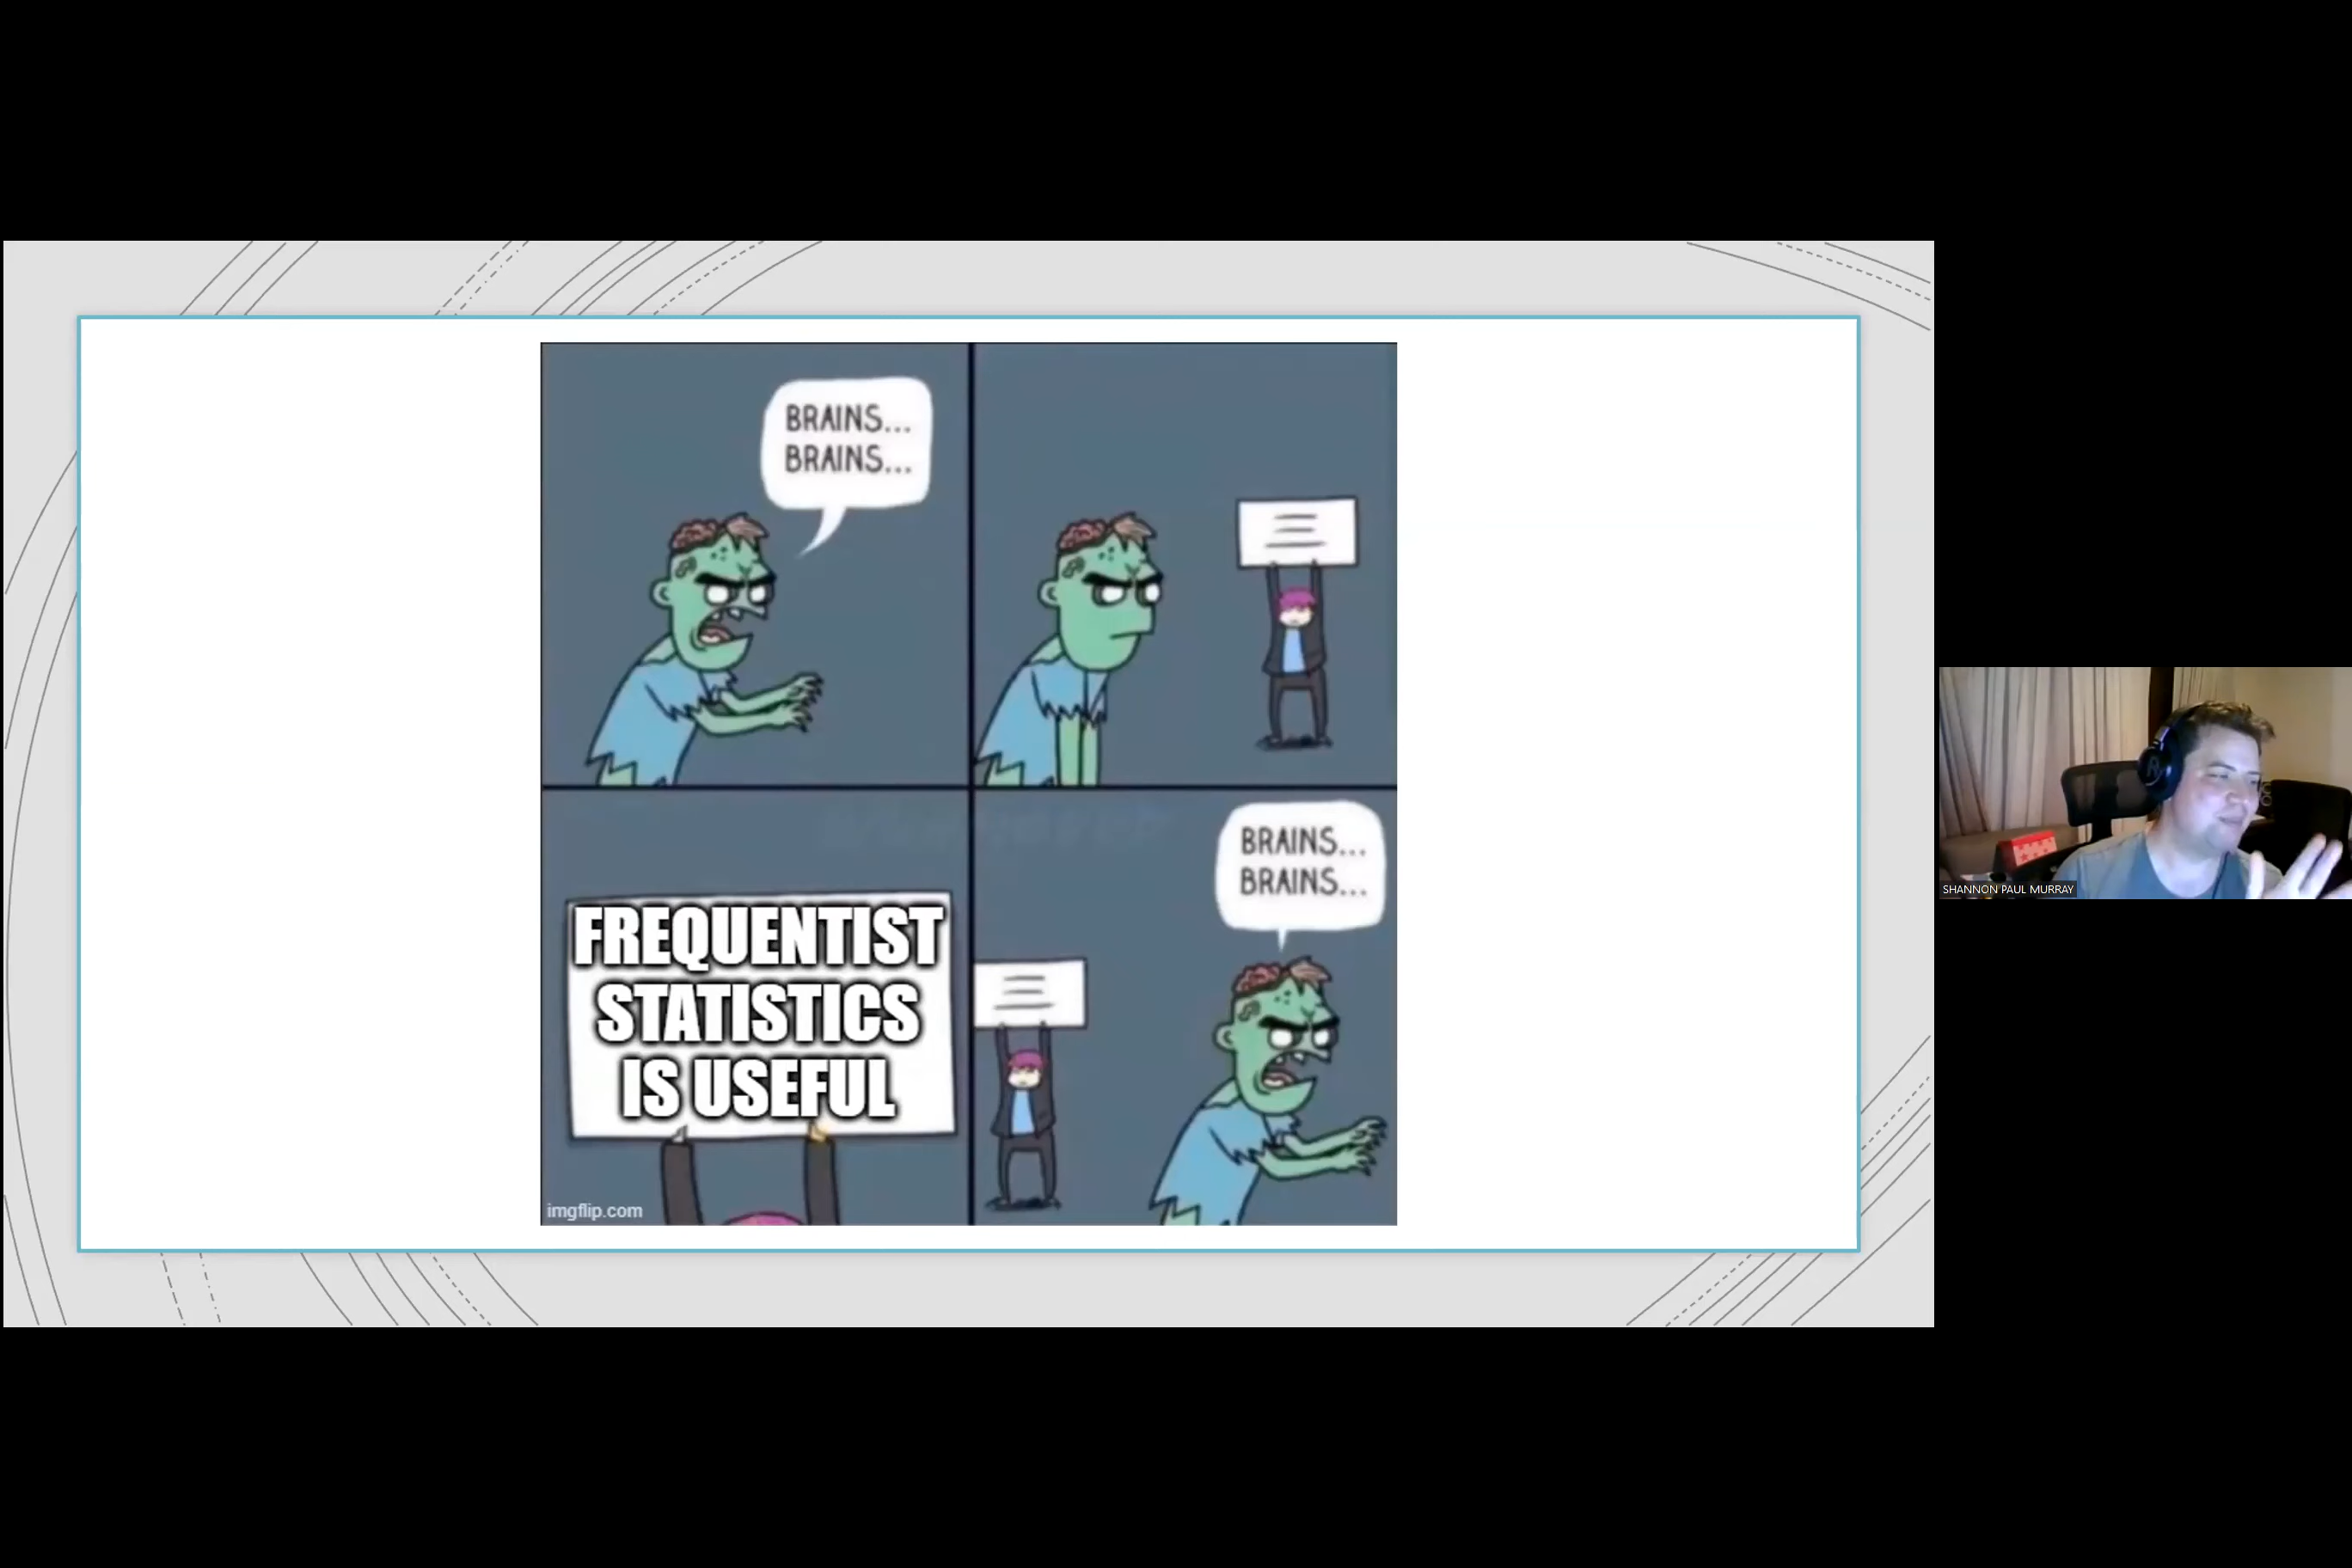 BRAINS...
BRAINS...
FREQUENTIST
STATISTICS
IS USEFUL
BRAINS...
BRAINS...
imgflip.com
SHANNON PAUL MURRAY